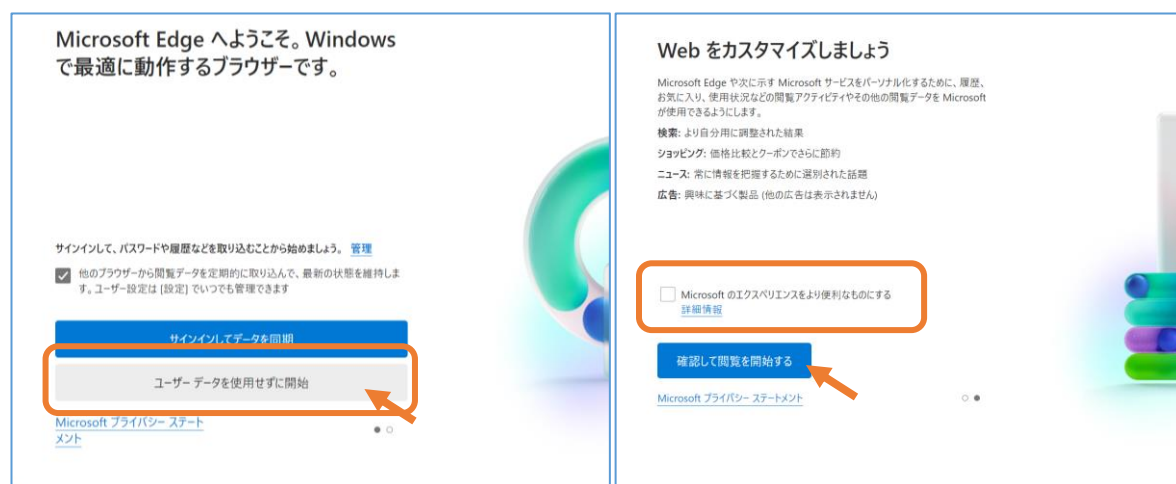 Microsoft Edge へようこそ。Windows
で最適に動作するブラウザーです。
サインインして、パスワードや履歴などを取り込むことから始めましょう。 管理
他のブラウザーから閲覧データを定期的に取り込んで、最新の状態を維持しま
す。ユーザー設定は [設定] でいつでも管理できます
サインインしてデータを同期
ユーザー データを使用せずに開始
Microsoft プライバシー ステート
メント
Web をカスタマイズしましょう
Microsoft Edge や次に示す Microsoft サービスをパーソナル化するために、履歴、
お気に入り、使用状況などの閲覧アクティビティやその他の閲覧データを Microsoft
が使用できるようにします。
検索: より自分用に調整された結果
ショッピング: 価格比較とクーポンでさらに節約
ニュース: 常に情報を把握するために選別された話題
広告: 興味に基づく製品 (他の広告は表示されません)
Microsoft のエクスペリエンスをより便利なものにする
詳細情報
確認して閲覧を開始する
Microsoft プライバシー ステートメント